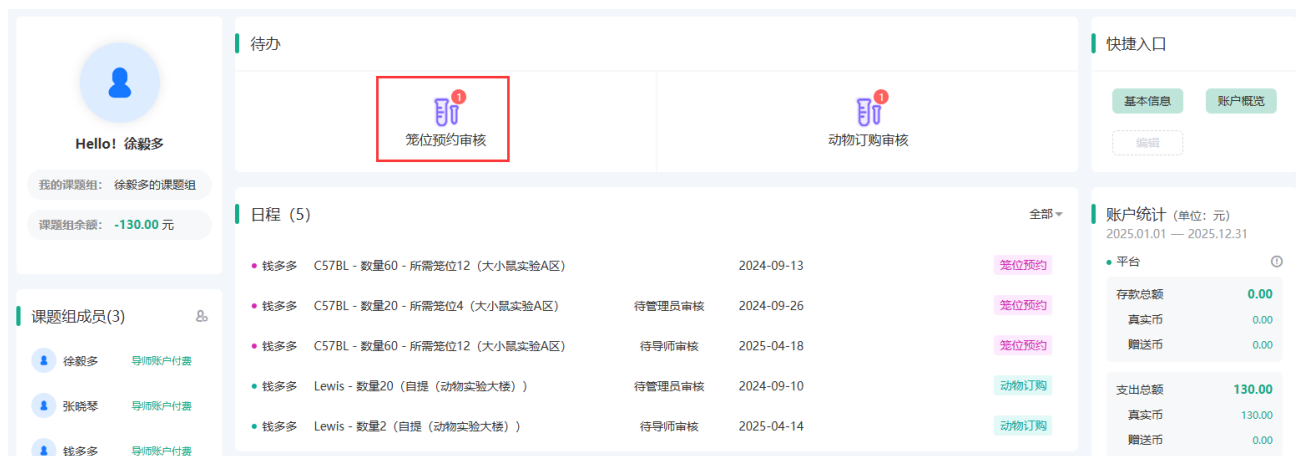 Hello！徐毅多
我的课题组： 徐毅多的课题组
课题组余额： -130.00 元
课题组成员(3)
徐毅多 导师账户付费
张晓琴 导师账户付费
钱多多 导师账户付费
待办
1
笼位预约审核
1
动物订购审核
日程（5） 全部
钱多多 C57BL - 数量60 - 所需笼位12（大小鼠实验A区） 2024-09-13 笼位预约
钱多多 C57BL - 数量20 - 所需笼位4（大小鼠实验A区） 待管理员审核 2024-09-26 笼位预约
钱多多 C57BL - 数量60 - 所需笼位12（大小鼠实验A区） 待导师审核 2025-04-18 笼位预约
钱多多 Lewis - 数量20（自提（动物实验大楼）） 待管理员审核 2024-09-10 动物订购
钱多多 Lewis - 数量2（自提（动物实验大楼）） 待导师审核 2025-04-14 动物订购
快捷入口
基本信息 账户概览
编辑
账户统计（单位：元）
2025.01.01 — 2025.12.31
平台
存款总额 0.00
真实币 0.00
赠送币 0.00
支出总额 130.00
真实币 130.00
赠送币 0.00